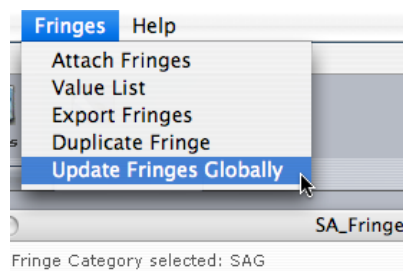 Fringes Help
Attach Fringes
Value List
Export Fringes
Duplicate Fringe
Update Fringes Globally
SA_Fringe
Fringe Category selected: SAG